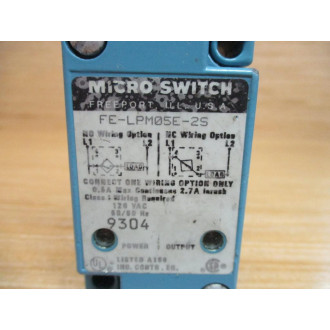 MICRO SWITCH
FREEPORT, ILL. U.S.A.
FE-LPM05E-2S
NO Wiring Option NC Wiring Option
L1 L2 L1 L2
LOAD
CONNECT ONE WIRING OPTION ONLY
0.5A Max Continuous 2.7A Inrush
Class 1 Wiring Required
120 VAC
50/60 Hz
9304
POWER OUTPUT
LISTED
IND. CONTR. EQ.